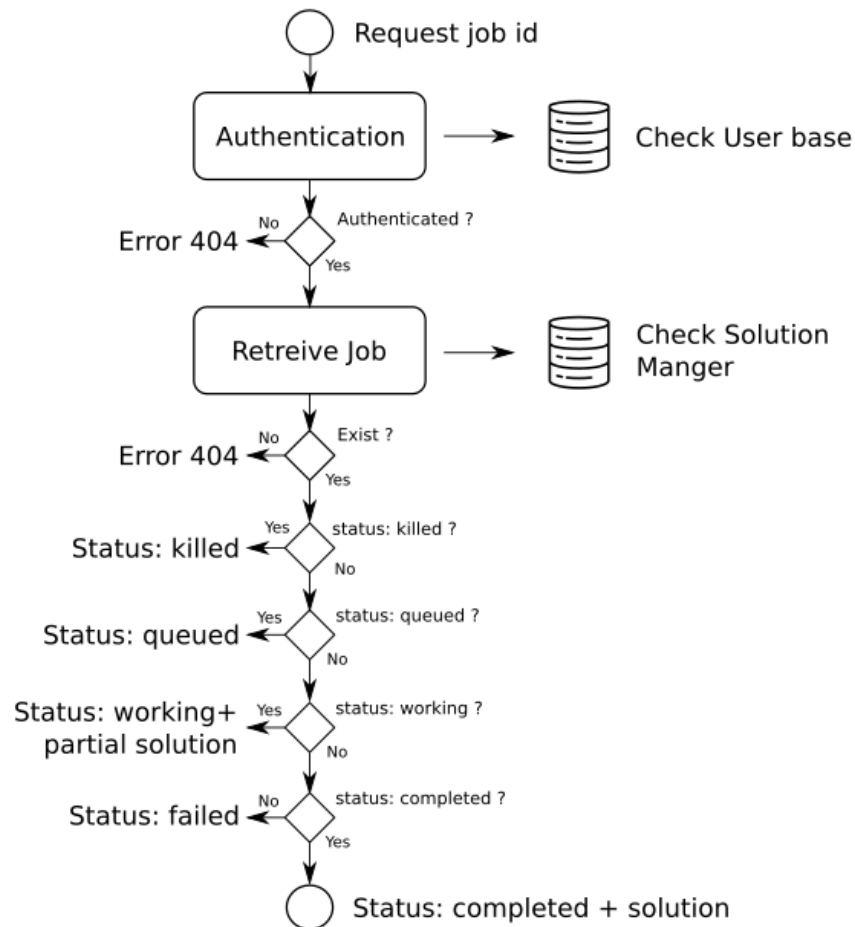 Request job id
Authentication
Check User base
Authenticated ?
No
Error 404
Yes
Retreive Job
Check Solution
Manger
Exist ?
No
Error 404
Yes
Yes
status: killed ?
Status: killed
No
Yes
status: queued ?
Status: queued
No
Status: working+
partial solution
Yes
status: working ?
No
No
status: completed ?
Status: failed
Yes
Status: completed + solution